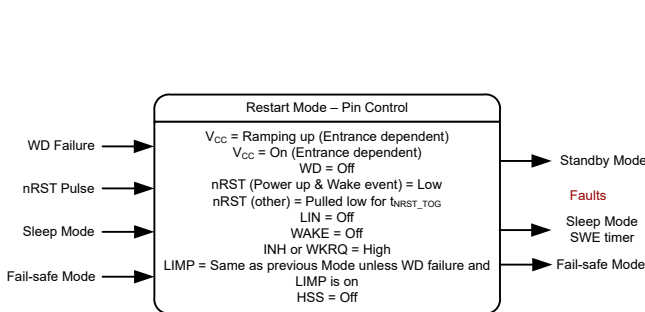 Restart Mode – Pin Control
WD Failure
nRST Pulse
Sleep Mode
Fail-safe Mode
VCC = Ramping up (Entrance dependent)
VCC = On (Entrance dependent)
WD = Off
nRST (Power up & Wake event) = Low
nRST (other) = Pulled low for tNRST_TOG
LIN = Off
WAKE = Off
INH or WKRQ = High
LIMP = Same as previous Mode unless WD failure and
LIMP is on
HSS = Off
Standby Mode
Faults
Sleep Mode
SWE timer
Fail-safe Mode